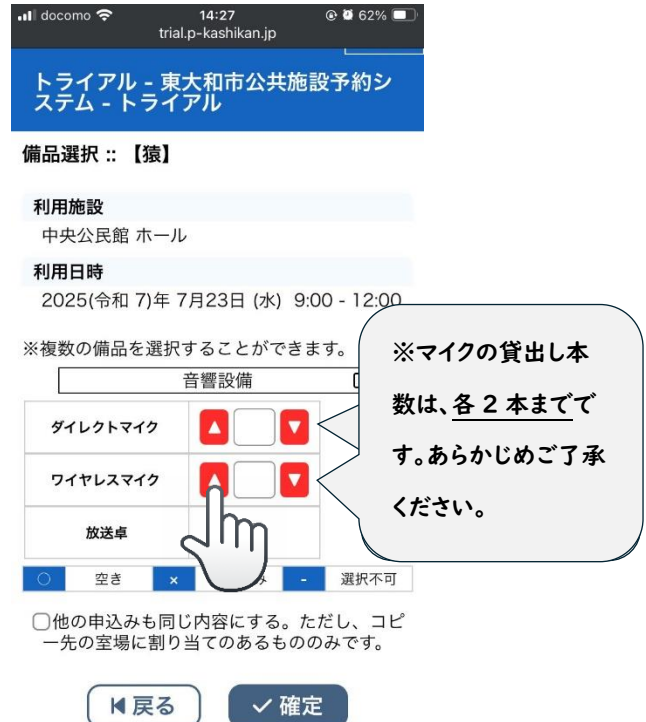 docomo 14:27 62%
trial.p-kashikan.jp
トライアル - 東大和市公共施設予約シ
ステム - トライアル
備品選択 :: 【猿】
利用施設
中央公民館 ホール
利用日時
2025(令和 7)年 7月23日 (水) 9:00 - 12:00
※複数の備品を選択することができます。
音響設備
ダイレクトマイク ▲ ▼
ワイヤレスマイク ▲ ▼
放送卓
※マイクの貸出し本
数は、各 2 本までで
す。あらかじめご了承
ください。
○ 空き × - 選択不可
他の申込みも同じ内容にする。ただし、コピ
ー先の室場に割り当てのあるもののみです。
戻る ✓ 確定